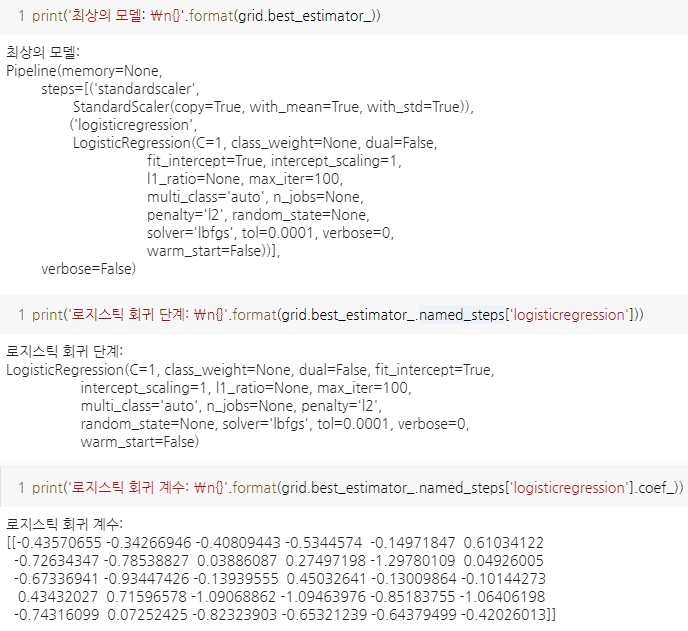 1 print('최상의 모델: ₩n{}'.format(grid.best_estimator_))
최상의 모델:
Pipeline(memory=None,
steps=[('standardscaler',
StandardScaler(copy=True, with_mean=True, with_std=True)),
('logisticregression',
LogisticRegression(C=1, class_weight=None, dual=False,
fit_intercept=True, intercept_scaling=1,
l1_ratio=None, max_iter=100,
multi_class='auto', n_jobs=None,
penalty='l2', random_state=None,
solver='lbfgs', tol=0.0001, verbose=0,
warm_start=False))],
verbose=False)
1 print('로지스틱 회귀 단계: ₩n{}'.format(grid.best_estimator_.named_steps['logisticregression']))
로지스틱 회귀 단계:
LogisticRegression(C=1, class_weight=None, dual=False, fit_intercept=True,
intercept_scaling=1, l1_ratio=None, max_iter=100,
multi_class='auto', n_jobs=None, penalty='l2',
random_state=None, solver='lbfgs', tol=0.0001, verbose=0,
warm_start=False)
1 print('로지스틱 회귀 계수: ₩n{}'.format(grid.best_estimator_.named_steps['logisticregression'].coef_))
로지스틱 회귀 계수:
[[-0.43570655 -0.34266946 -0.40809443 -0.5344574 -0.14971847 0.61034122
-0.72634347 -0.78538827 0.03886087 0.27497198 -1.29780109 0.04926005
-0.67336941 -0.93447426 -0.13939555 0.45032641 -0.13009864 -0.10144273
0.43432027 0.71596578 -1.09068862 -1.09463976 -0.85183755 -1.06406198
-0.74316099 0.07252425 -0.82323903 -0.65321239 -0.64379499 -0.42026013]]